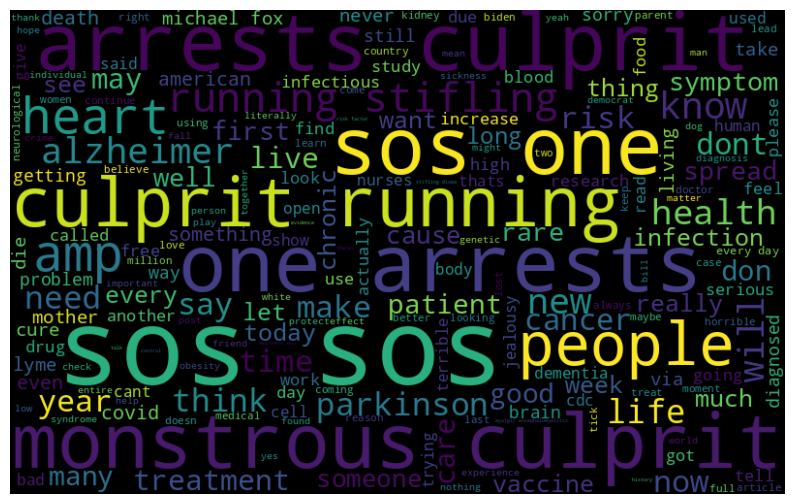 thank death right michael fox never kidney due biden sorry yeah parent used lead
hope arrests culprit
give said still country mean take
individual see may american infectious study blood thing food man symptom
women continue running stifling sickness come democrat know please
neurological heart using literally first find risk factor want increase long risk dog human diagnosis dont
crime fall learn might sos one two living
alzheimer live look nurses high thats research keep read doctor spread feel
getting believe well chronic open actually matter
culprit running health
die called person play something together show cause evidence rare genetic infection
amp million love free body every day
problem important way use one arrests don case serious
need every say let make patient new really bill
mother another white protecteffect better looking cancer always maybe horrible
cure post today sos sos jealousy people will diagnosed
drug lyme check time terrible dementia via going
even entire cant obesity work coming good week cdc treat moment
year think day parkinson brain tick life much
covid cell last
syndrome doesn medical found reason trying got
low help monstrous culprit world
bad yes care experience tell
many treatment someone nothing vaccine now history full article